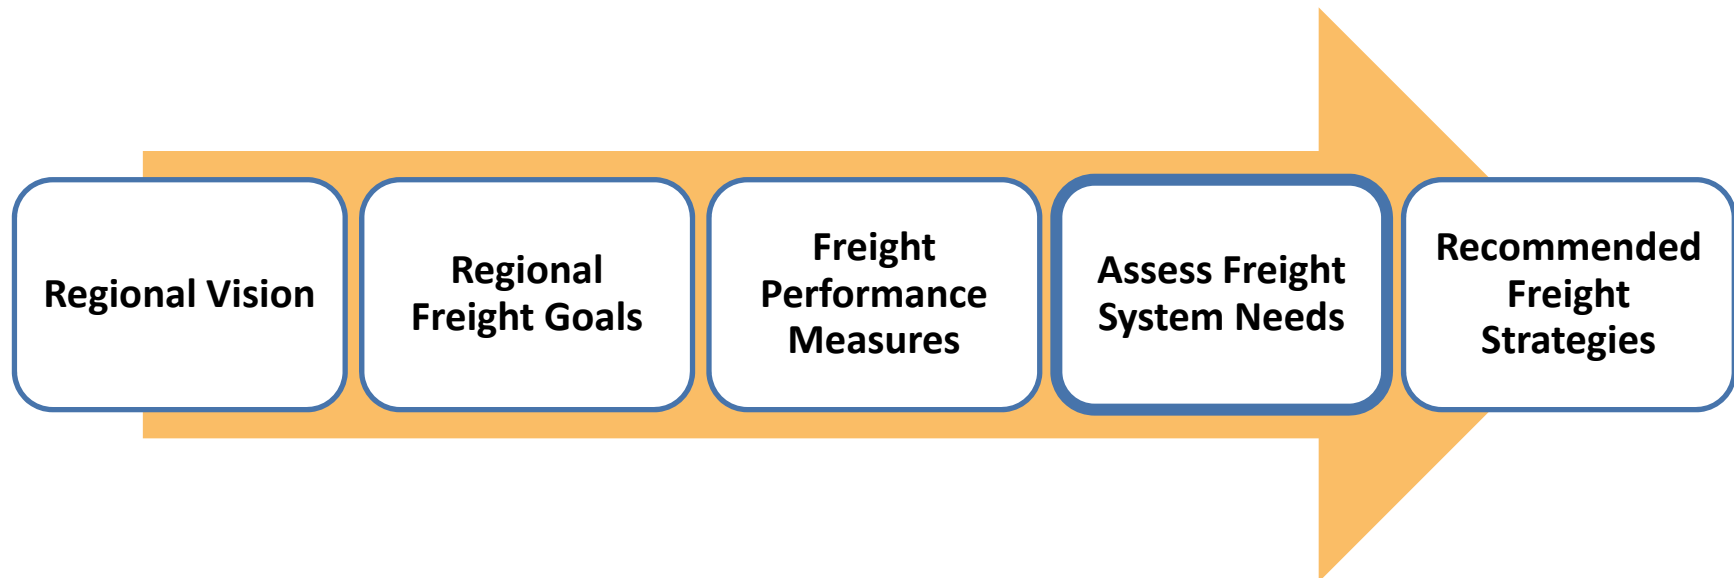 Regional Vision
Regional
Freight Goals
Freight
Performance
Measures
Assess Freight
System Needs
Recommended
Freight
Strategies